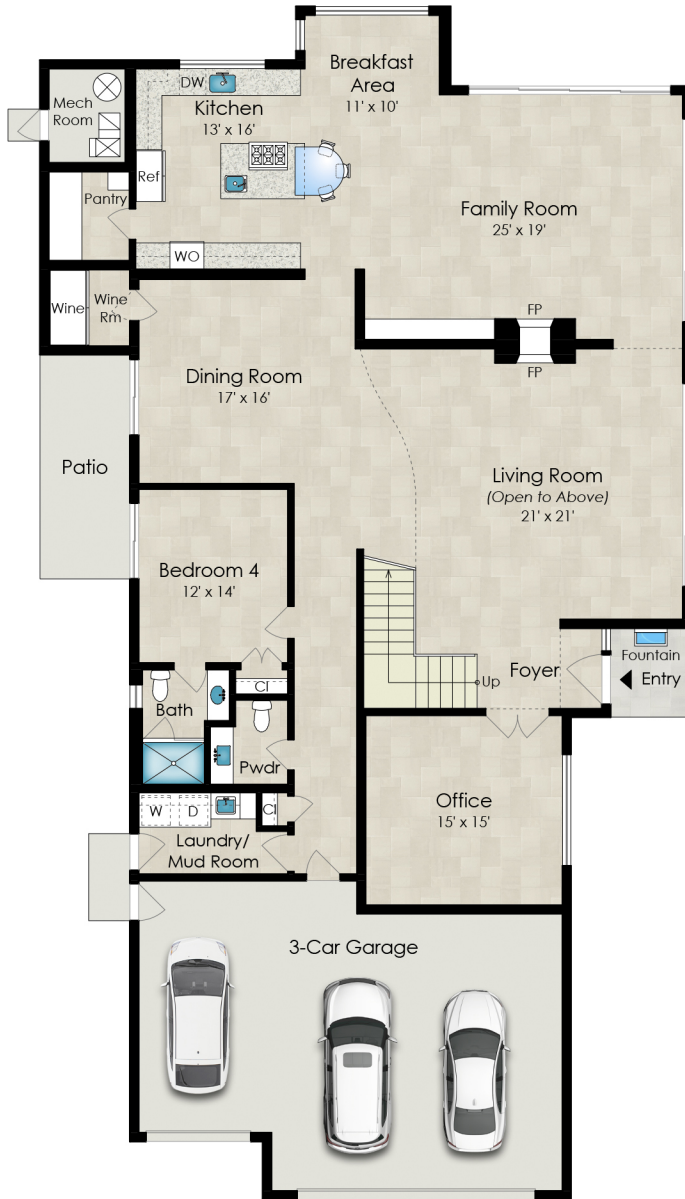 Breakfast
Area
11' x 10'
DW
Kitchen
13' x 16'
Mech
Room
Ref
Pantry
Family Room
25' x 19'
WO
Wine
Wine
Rm
FP
FP
Dining Room
17' x 16'
Patio
Living Room
(Open to Above)
21' x 21'
Bedroom 4
12' x 14'
Fountain
Foyer
Entry
Up
Cl
Bath
Pwdr
W
D
Cl
Office
15' x 15'
Laundry/
Mud Room
3-Car Garage